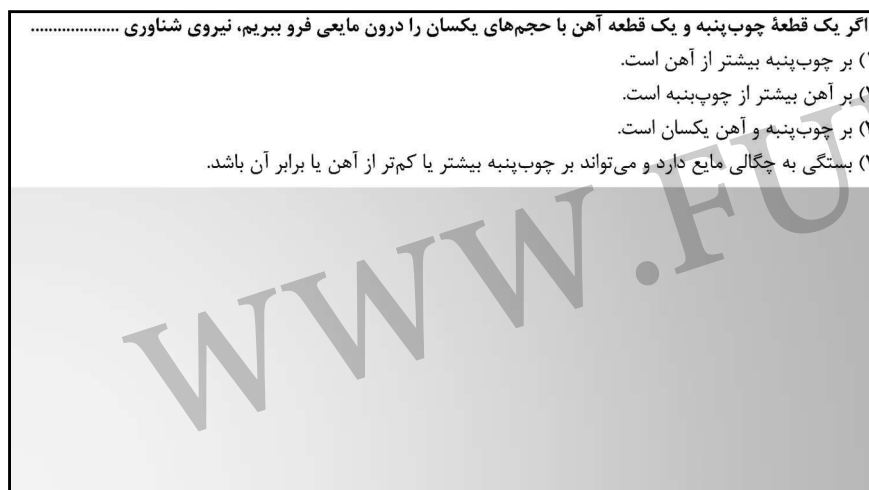 اگر یک قطعهٔ چوب‌پنبه و یک قطعه آهن با حجم‌های یکسان را درون مایعی فرو ببریم، نیروی شناوری ....................
) بر چوب‌پنبه بیشتر از آهن است.
) بر آهن بیشتر از چوب‌پنبه است.
) بر چوب‌پنبه و آهن یکسان است.
) بستگی به چگالی مایع دارد و می‌تواند بر چوب‌پنبه بیشتر یا کم‌تر از آهن یا برابر آن باشد.
WWW.FU